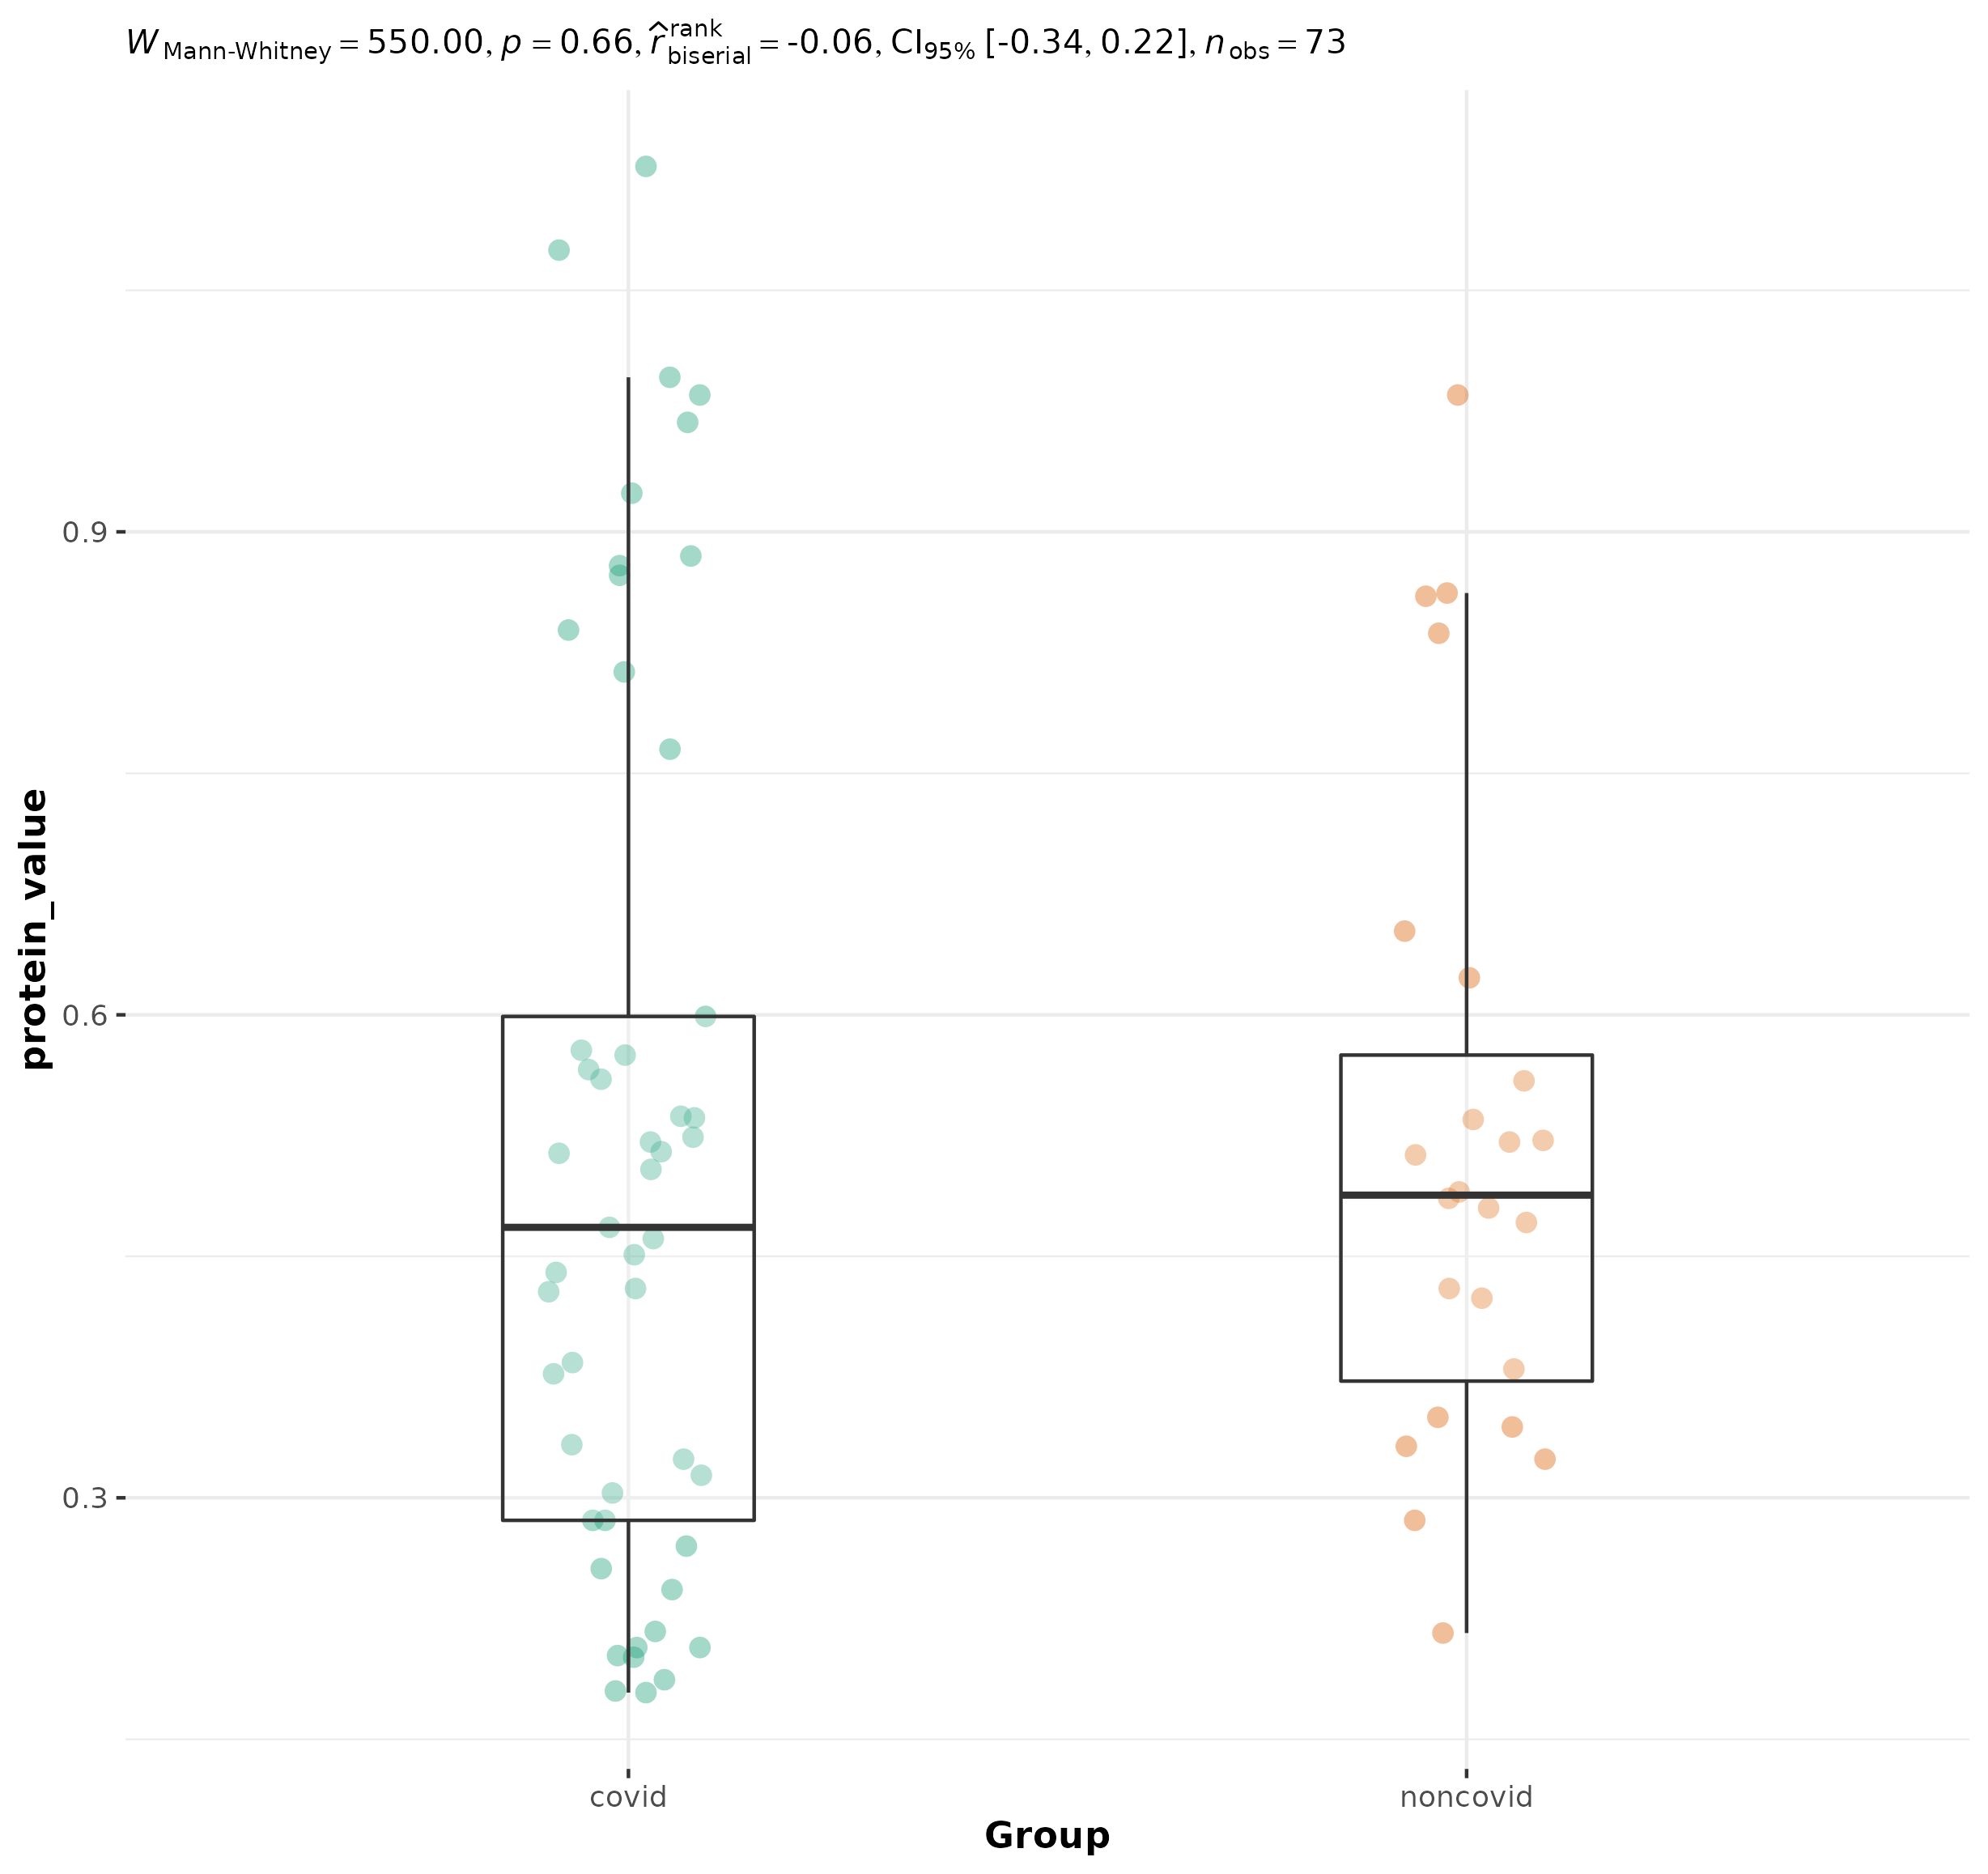 W Mann-Whitney = 550.00, p = 0.66, r̂ rank biserial = -0.06, CI95% [-0.34, 0.22], n obs = 73
0.9
0.6
0.3
protein_value
covid noncovid
Group